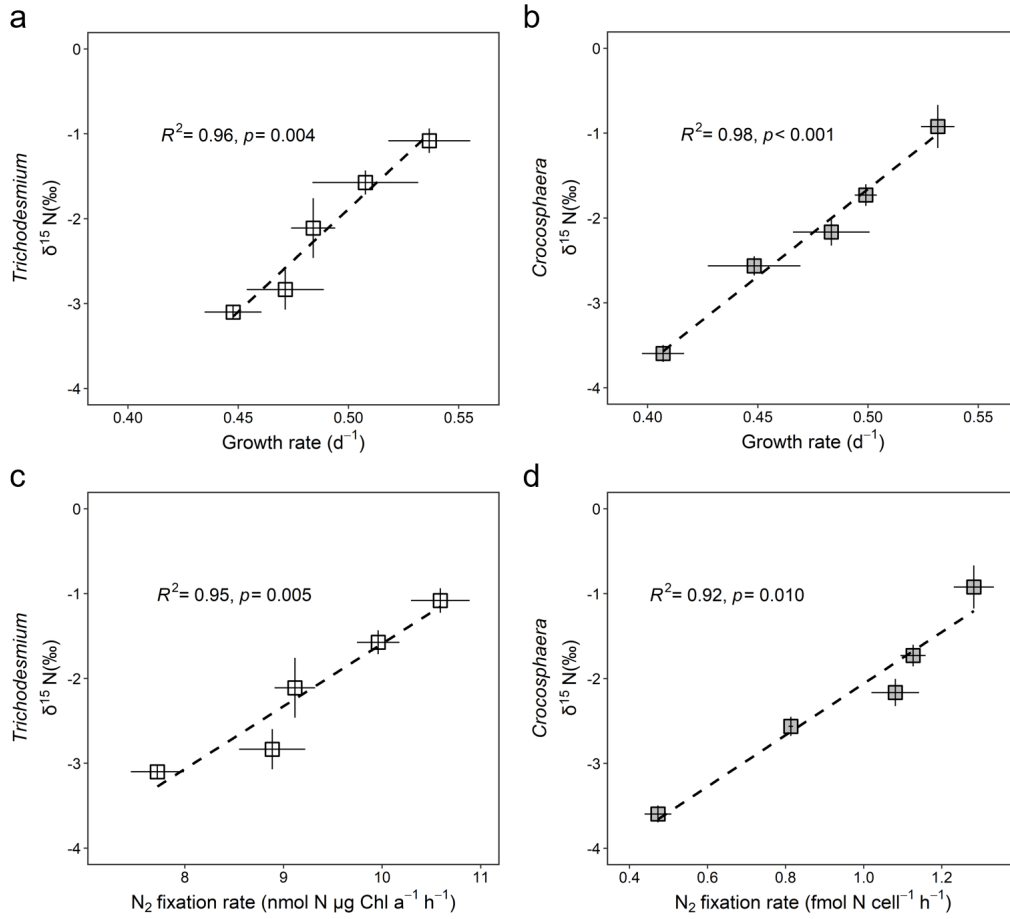 a
0
-1
-2
-3
-4
Trichodesmium
δ¹⁵ N(‰)
R²= 0.96, p= 0.004
0.40 0.45 0.50 0.55
Growth rate (d⁻¹)
b
0
-1
-2
-3
-4
Crocosphaera
δ¹⁵ N(‰)
R²= 0.98, p< 0.001
0.40 0.45 0.50 0.55
Growth rate (d⁻¹)
c
0
-1
-2
-3
-4
Trichodesmium
δ¹⁵ N(‰)
R²= 0.95, p= 0.005
8 9 10 11
N₂ fixation rate (nmol N µg Chl a⁻¹ h⁻¹)
d
0
-1
-2
-3
-4
Crocosphaera
δ¹⁵ N(‰)
R²= 0.92, p= 0.010
0.4 0.6 0.8 1.0 1.2
N₂ fixation rate (fmol N cell⁻¹ h⁻¹)